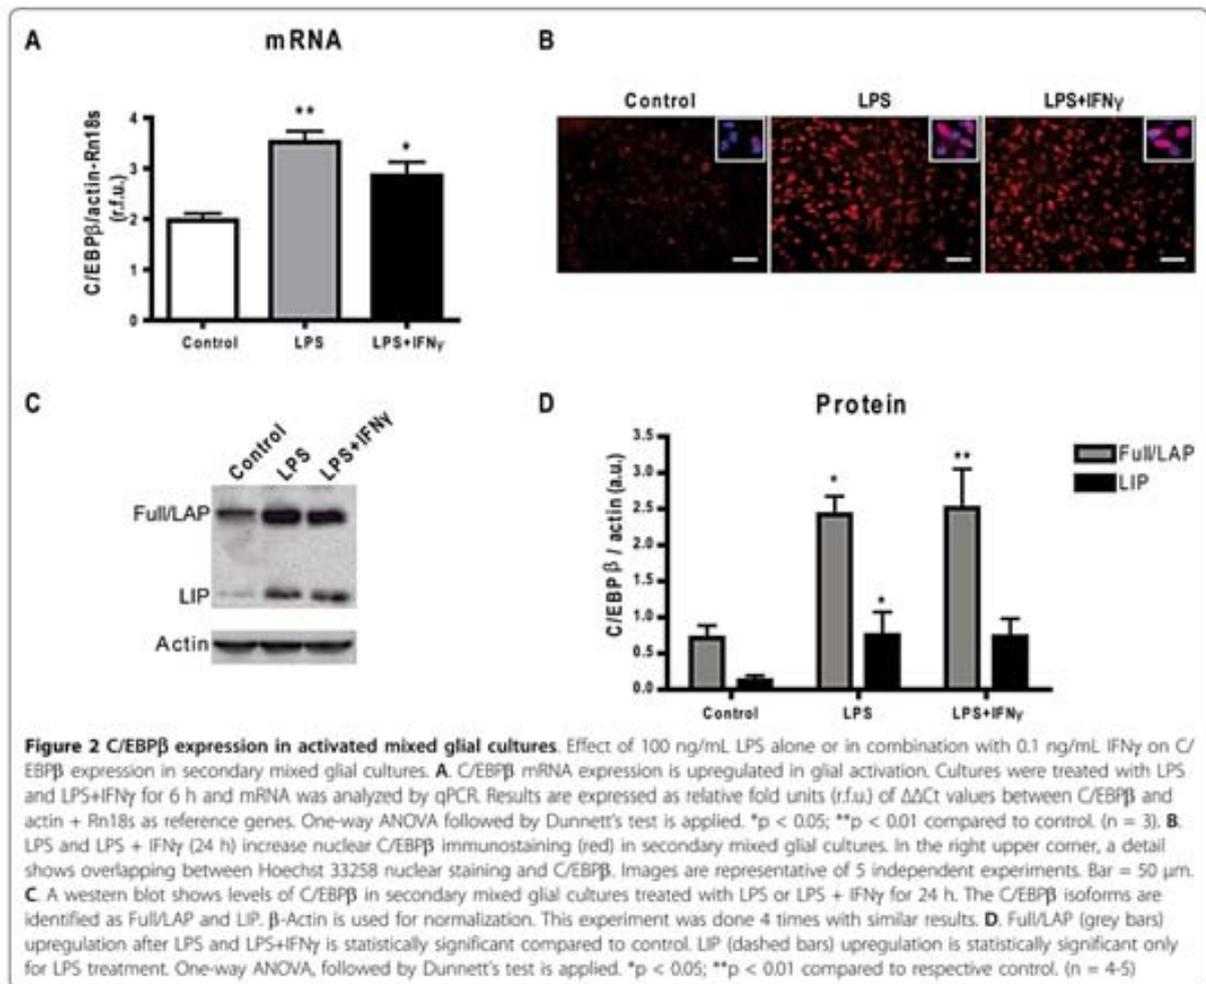 A
mRNA
C/EBPβ/actin-Rn18s
(r.f.u.)
4
3
2
1
0
**
*
Control
LPS
LPS+IFNγ
B
Control
LPS
LPS+IFNγ
C
Control
LPS
LPS+IFNγ
Full/LAP
LIP
Actin
D
Protein
C/EBPβ / actin (a.u.)
3.5
3.0
2.5
2.0
1.5
1.0
0.5
0.0
*
*
**
Full/LAP
LIP
Control
LPS
LPS+IFNγ
Figure 2 C/EBPβ expression in activated mixed glial cultures. Effect of 100 ng/mL LPS alone or in combination with 0.1 ng/mL IFNγ on C/
EBPβ expression in secondary mixed glial cultures. A. C/EBPβ mRNA expression is upregulated in glial activation. Cultures were treated with LPS
and LPS+IFNγ for 6 h and mRNA was analyzed by qPCR. Results are expressed as relative fold units (r.f.u.) of ΔΔCt values between C/EBPβ and
actin + Rn18s as reference genes. One-way ANOVA followed by Dunnett's test is applied. *p < 0.05; **p < 0.01 compared to control. (n = 3). B.
LPS and LPS + IFNγ (24 h) increase nuclear C/EBPβ immunostaining (red) in secondary mixed glial cultures. In the right upper corner, a detail
shows overlapping between Hoechst 33258 nuclear staining and C/EBPβ. Images are representative of 5 independent experiments. Bar = 50 μm.
C. A western blot shows levels of C/EBPβ in secondary mixed glial cultures treated with LPS or LPS + IFNγ for 24 h. The C/EBPβ isoforms are
identified as Full/LAP and LIP. β-Actin is used for normalization. This experiment was done 4 times with similar results. D. Full/LAP (grey bars)
upregulation after LPS and LPS+IFNγ is statistically significant compared to control. LIP (dashed bars) upregulation is statistically significant only
for LPS treatment. One-way ANOVA, followed by Dunnett's test is applied. *p < 0.05; **p < 0.01 compared to respective control. (n = 4-5)